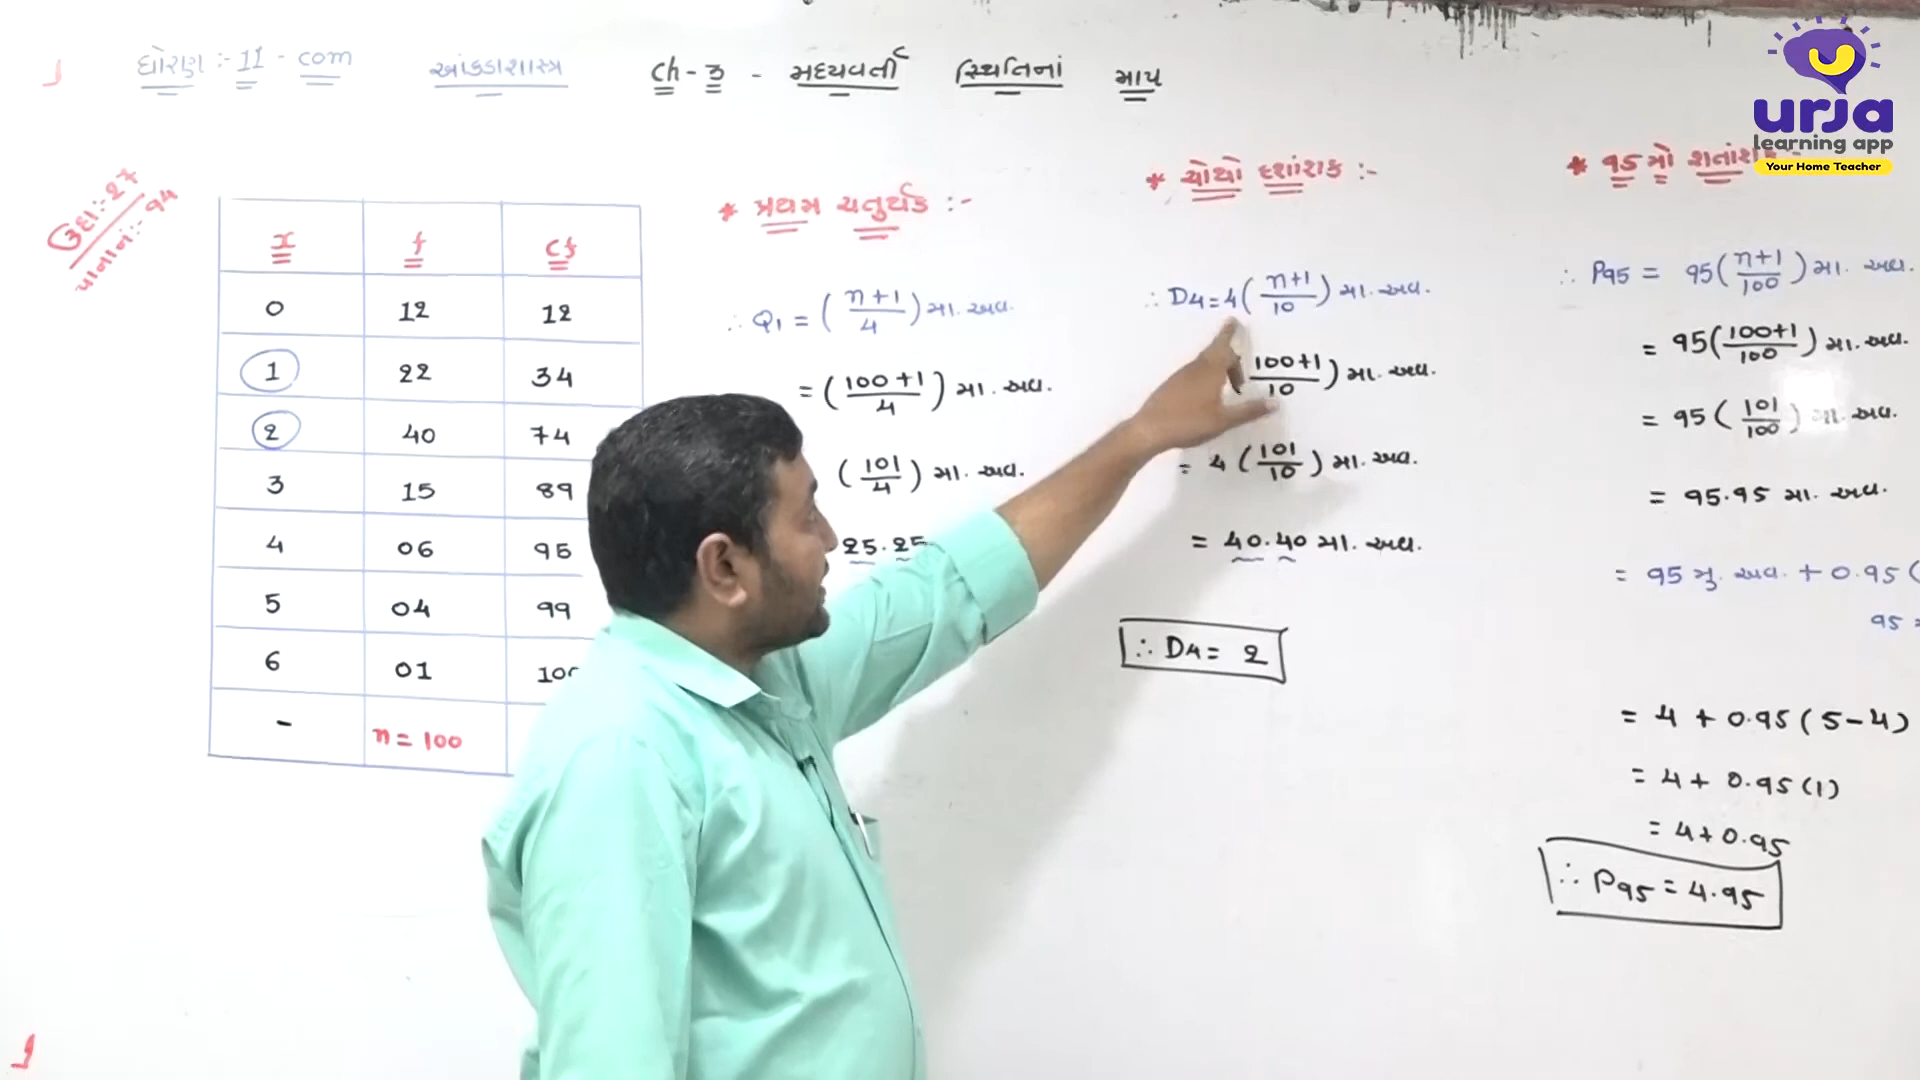 ધોરણ :- 11 - com આંકડાશાસ્ત્ર Ch-3 - મધ્યવર્તી સ્થિતિનાં માપ
urja
learning app
Your Home Teacher
ઉદા:- 27
પાનાનં:- 94
x f cf
0 12 12
1 22 34
2 40 74
3 15 89
4 06 95
5 04 99
6 01 100
- n = 100
* પ્રથમ ચતુર્થક :-
∴ Q1 = (n+1/4) મા. અવ.
= (100+1/4) મા. અવ.
(101/4) મા. અવ.
25.25
* ચોથો દશાંશક :-
∴ D4 = 4(n+1/10) મા. અવ.
(100+1/10) મા. અવ.
= 4 (101/10) મા. અવ.
= 40.40 મા. અવ.
∴ D4 = 2
* 95 મો
∴ P95 = 95(n+1/100) મા. અવ.
= 95(100+1/100) મા. અવ.
= 95 (101/100) મા. અવ.
= 95.95 મા. અવ.
= 95 મુ. અવ. + 0.95 (
95
= 4 + 0.95 (5-4)
= 4 + 0.95 (1)
= 4 + 0.95
∴ P95 = 4.95